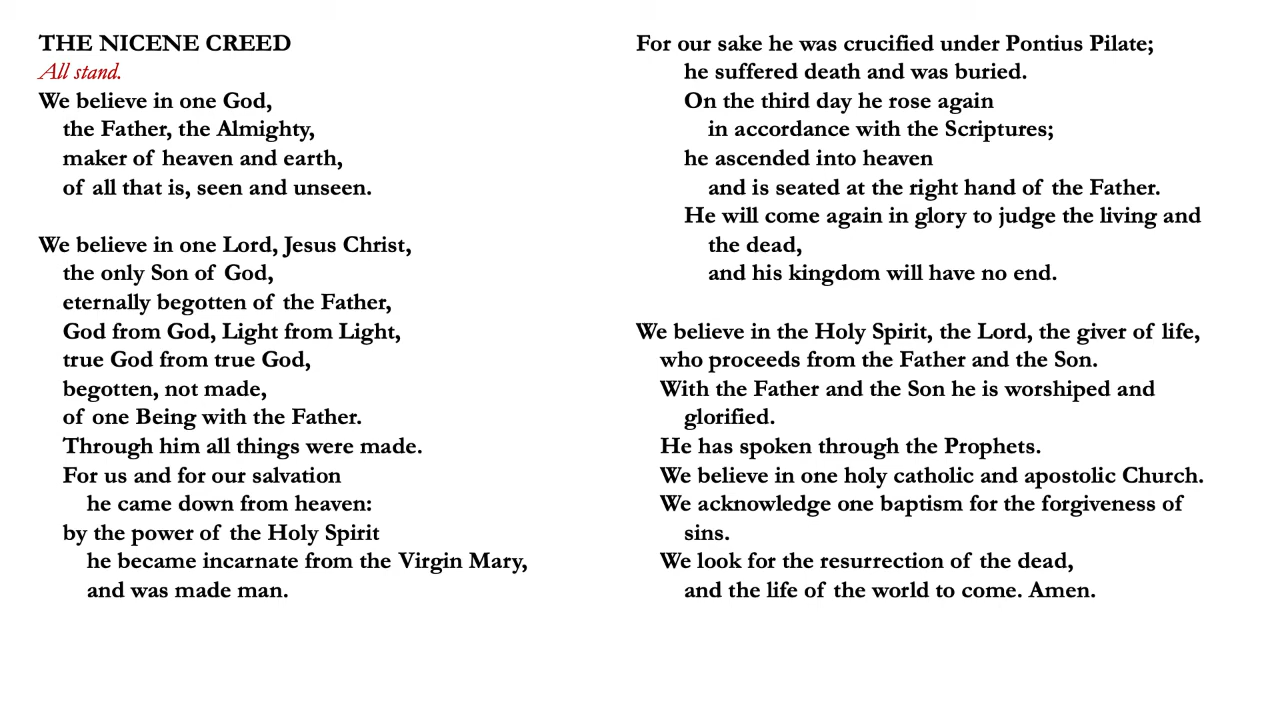 THE NICENE CREED
All stand.
We believe in one God,
the Father, the Almighty,
maker of heaven and earth,
of all that is, seen and unseen.
We believe in one Lord, Jesus Christ,
the only Son of God,
eternally begotten of the Father,
God from God, Light from Light,
true God from true God,
begotten, not made,
of one Being with the Father.
Through him all things were made.
For us and for our salvation
he came down from heaven:
by the power of the Holy Spirit
he became incarnate from the Virgin Mary,
and was made man.
For our sake he was crucified under Pontius Pilate;
he suffered death and was buried.
On the third day he rose again
in accordance with the Scriptures;
he ascended into heaven
and is seated at the right hand of the Father.
He will come again in glory to judge the living and
the dead,
and his kingdom will have no end.
We believe in the Holy Spirit, the Lord, the giver of life,
who proceeds from the Father and the Son.
With the Father and the Son he is worshiped and
glorified.
He has spoken through the Prophets.
We believe in one holy catholic and apostolic Church.
We acknowledge one baptism for the forgiveness of
sins.
We look for the resurrection of the dead,
and the life of the world to come. Amen.